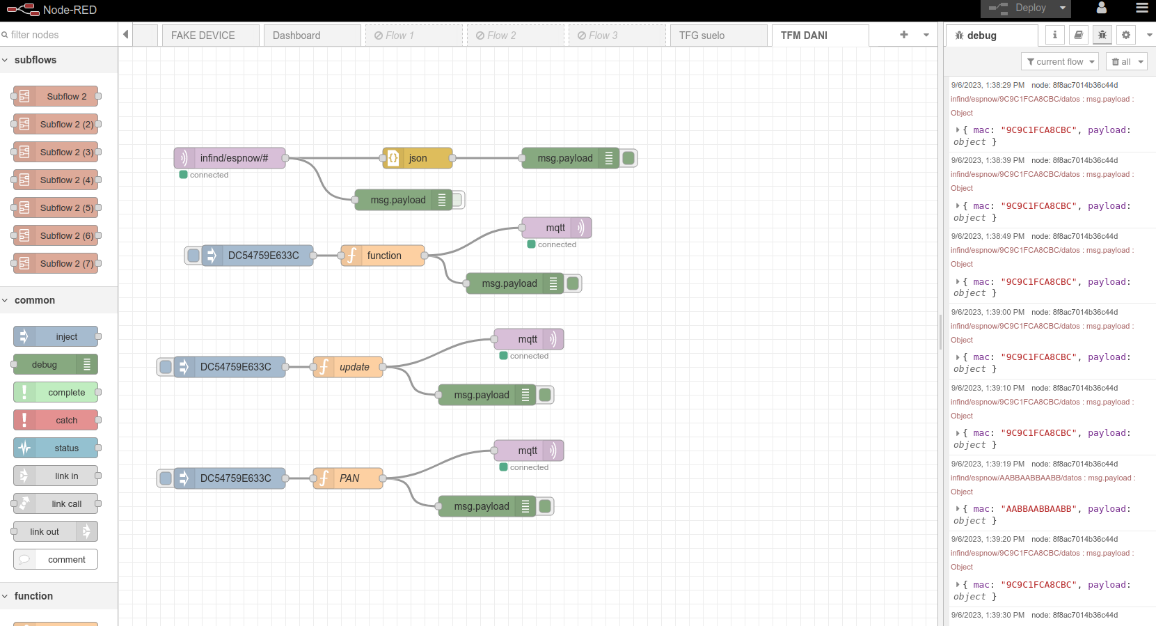 Node-RED
Deploy
filter nodes
FAKE DEVICE
Dashboard
Flow 1
Flow 2
Flow 3
TFG suelo
TFM DANI
debug
subflows
current flow
all
Subflow 2
Subflow 2 (2)
Subflow 2 (3)
Subflow 2 (4)
Subflow 2 (5)
Subflow 2 (6)
Subflow 2 (7)
common
inject
debug
complete
catch
status
link in
link call
link out
comment
function
infind/espnow/#
connected
json
msg.payload
msg.payload
DC54759E633C
function
mqtt
connected
msg.payload
DC54759E633C
update
mqtt
connected
msg.payload
DC54759E633C
PAN
mqtt
connected
msg.payload
9/6/2023, 1:38:29 PM node: 8f8ac7014b36c44d
infind/espnow/9C9C1FCA8CBC/datos : msg.payload :
Object
{ mac: "9C9C1FCA8CBC", payload:
object }
9/6/2023, 1:38:39 PM node: 8f8ac7014b36c44d
infind/espnow/9C9C1FCA8CBC/datos : msg.payload :
Object
{ mac: "9C9C1FCA8CBC", payload:
object }
9/6/2023, 1:38:49 PM node: 8f8ac7014b36c44d
infind/espnow/9C9C1FCA8CBC/datos : msg.payload :
Object
{ mac: "9C9C1FCA8CBC", payload:
object }
9/6/2023, 1:39:00 PM node: 8f8ac7014b36c44d
infind/espnow/9C9C1FCA8CBC/datos : msg.payload :
Object
{ mac: "9C9C1FCA8CBC", payload:
object }
9/6/2023, 1:39:10 PM node: 8f8ac7014b36c44d
infind/espnow/9C9C1FCA8CBC/datos : msg.payload :
Object
{ mac: "9C9C1FCA8CBC", payload:
object }
9/6/2023, 1:39:19 PM node: 8f8ac7014b36c44d
infind/espnow/AABBAABBAABB/datos : msg.payload :
Object
{ mac: "AABBAABBAABB", payload:
object }
9/6/2023, 1:39:20 PM node: 8f8ac7014b36c44d
infind/espnow/9C9C1FCA8CBC/datos : msg.payload :
Object
{ mac: "9C9C1FCA8CBC", payload:
object }
9/6/2023, 1:39:30 PM node: 8f8ac7014b36c44d